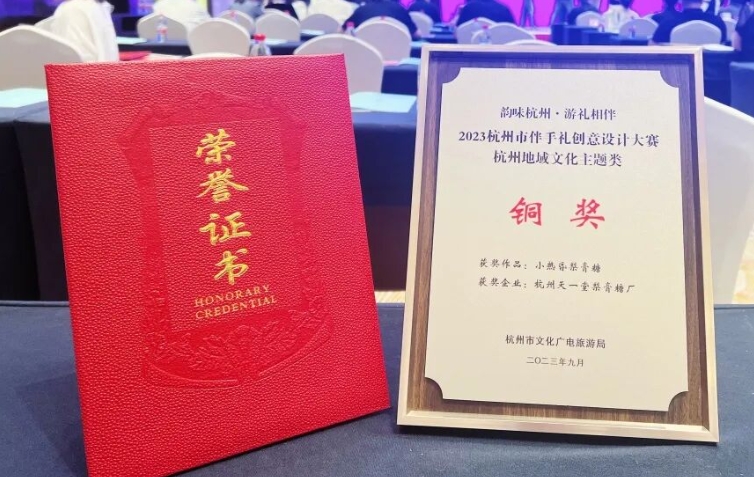 荣誉证书
HONORARY
CREDENTIAL
韵味杭州·游礼相伴
2023杭州市伴手礼创意设计大赛
杭州地域文化主题类
铜奖
获奖作品：小热昏梨膏糖
获奖企业：杭州天一堂梨膏糖厂
杭州市文化广电旅游局
二〇二三年九月